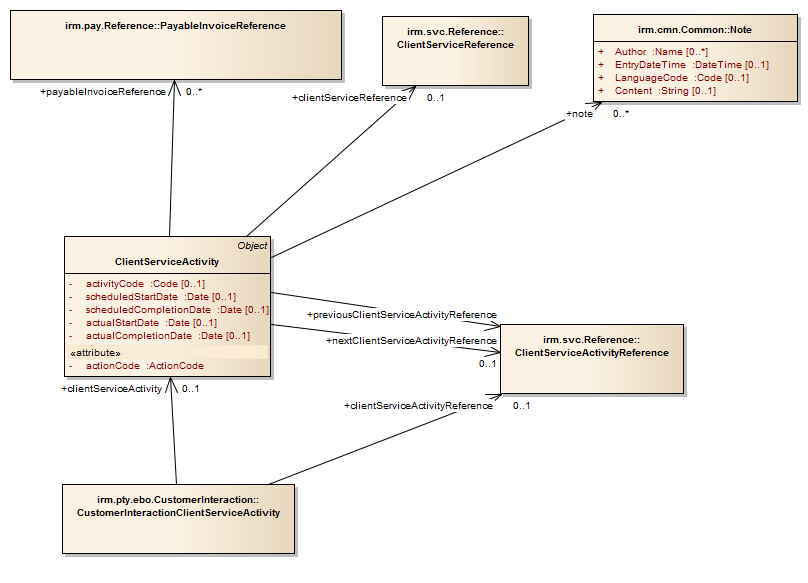 irm.pay.Reference::PayableInvoiceReference
irm.svc.Reference::
ClientServiceReference
irm.cmn.Common::Note
+ Author :Name [0..*]
+ EntryDateTime :DateTime [0..1]
+ LanguageCode :Code [0..1]
+ Content :String [0..1]
+payableInvoiceReference 0..*
+clientServiceReference 0..1
+note 0..*
Object
ClientServiceActivity
- activityCode :Code [0..1]
- scheduledStartDate :Date [0..1]
- scheduledCompletionDate :Date [0..1]
- actualStartDate :Date [0..1]
- actualCompletionDate :Date [0..1]
«attribute»
- actionCode :ActionCode
+previousClientServiceActivityReference
+nextClientServiceActivityReference
0..1
irm.svc.Reference::
ClientServiceActivityReference
+clientServiceActivity 0..1
+clientServiceActivityReference 0..1
irm.pty.ebo.CustomerInteraction::
CustomerInteractionClientServiceActivity